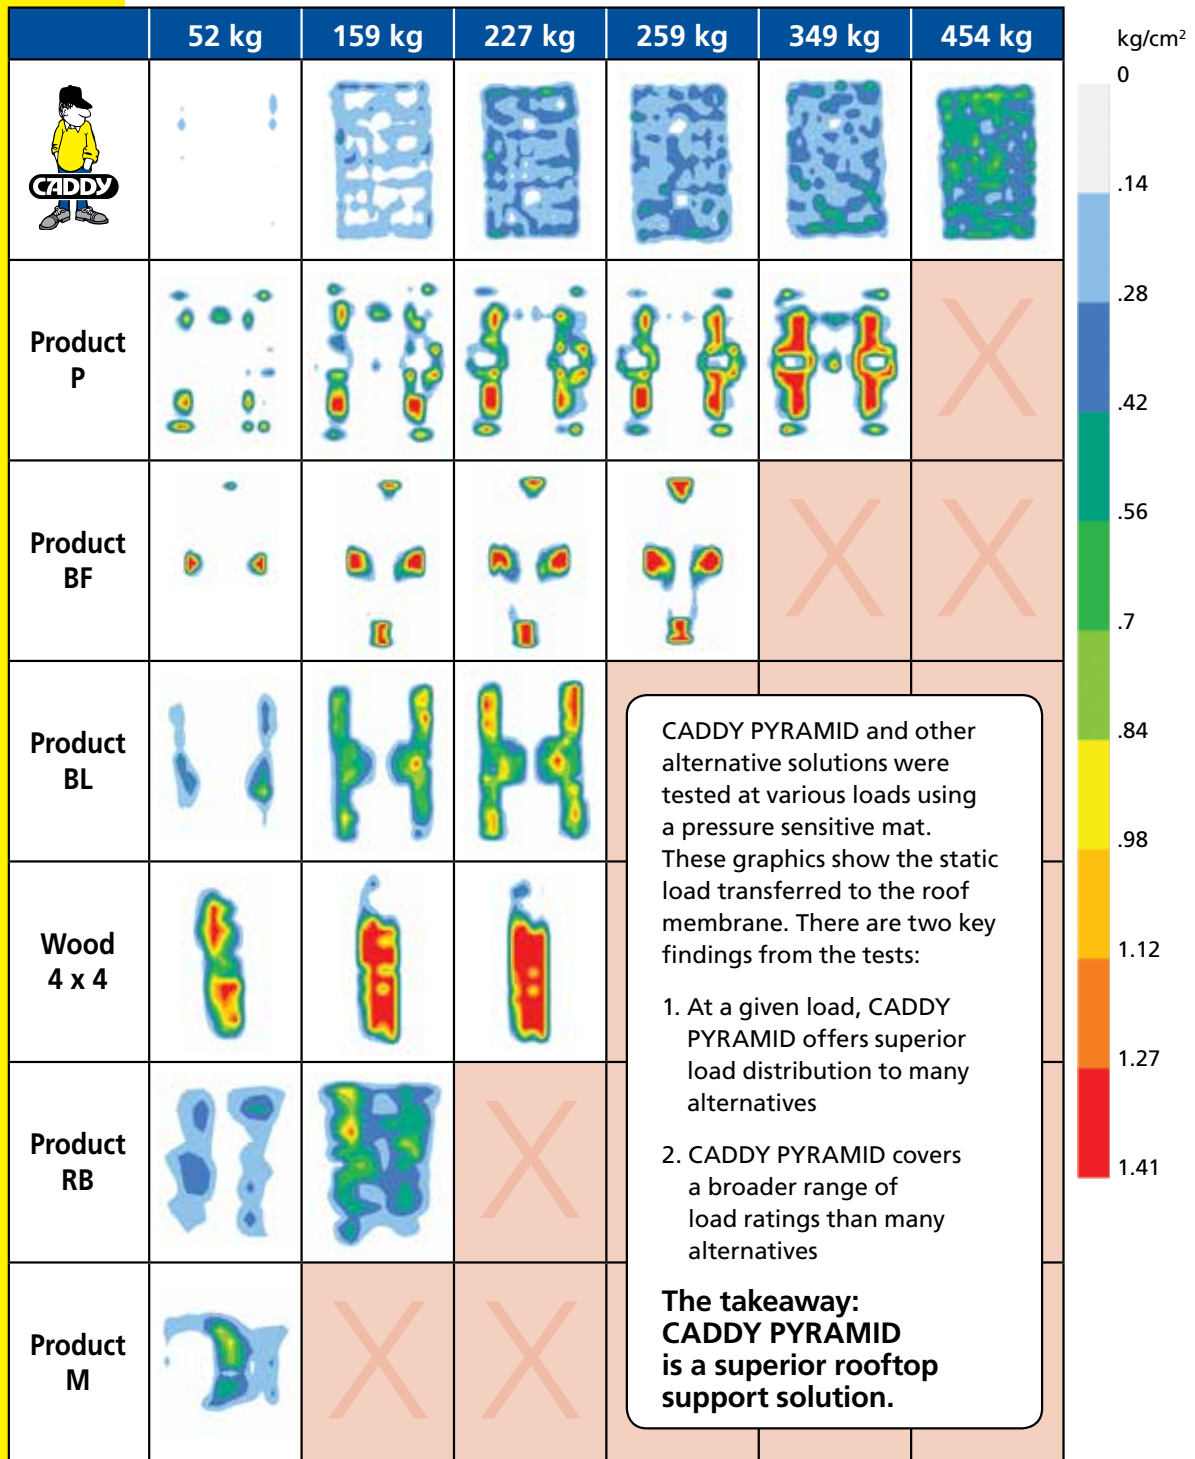 52 kg 159 kg 227 kg 259 kg 349 kg 454 kg
kg/cm²
0
.14
.28
.42
.56
.7
.84
.98
1.12
1.27
1.41
CADDY
Product
P
X
Product
BF
X X
Product
BL
Wood
4 x 4
Product
RB
X
Product
M
X X
CADDY PYRAMID and other
alternative solutions were
tested at various loads using
a pressure sensitive mat.
These graphics show the static
load transferred to the roof
membrane. There are two key
findings from the tests:
1. At a given load, CADDY
PYRAMID offers superior
load distribution to many
alternatives
2. CADDY PYRAMID covers
a broader range of
load ratings than many
alternatives
The takeaway:
CADDY PYRAMID
is a superior rooftop
support solution.